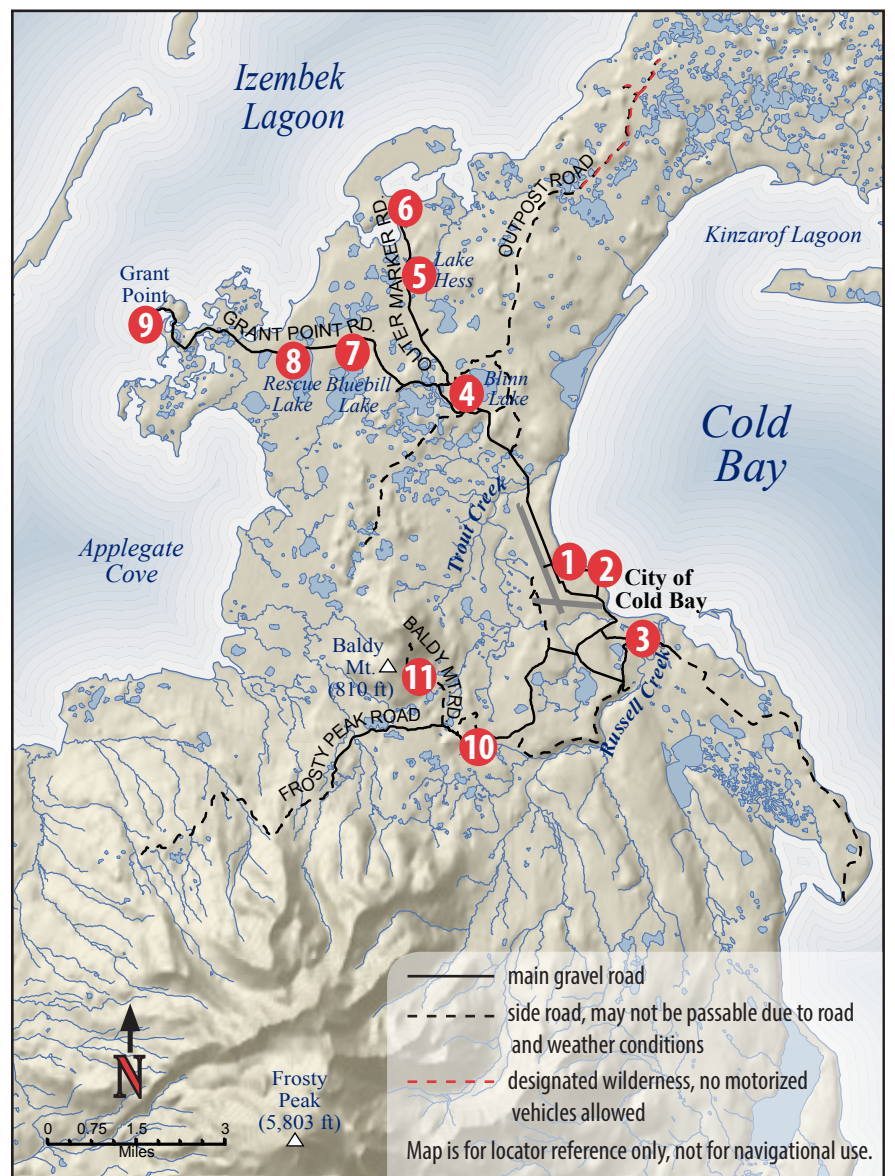 Izembek
Lagoon
OUTPOST ROAD
Kinzarof Lagoon
6
OUTER MARKER RD.
5
Lake
Hess
Grant
Point
9
GRANT POINT RD.
8
7
Rescue
Lake
Bluebill
Lake
4
Blinn
Lake
Cold
Bay
Trout Creek
Applegate
Cove
1
2
City of
Cold Bay
3
Baldy
Mt.
(810 ft)
11
BALDY MT. RD.
Russell Creek
FROSTY PEAK ROAD
10
main gravel road
side road, may not be passable due to road
and weather conditions
designated wilderness, no motorized
vehicles allowed
Map is for locator reference only, not for navigational use.
N
Frosty
Peak
(5,803 ft)
0 0.75 1.5 3
Miles